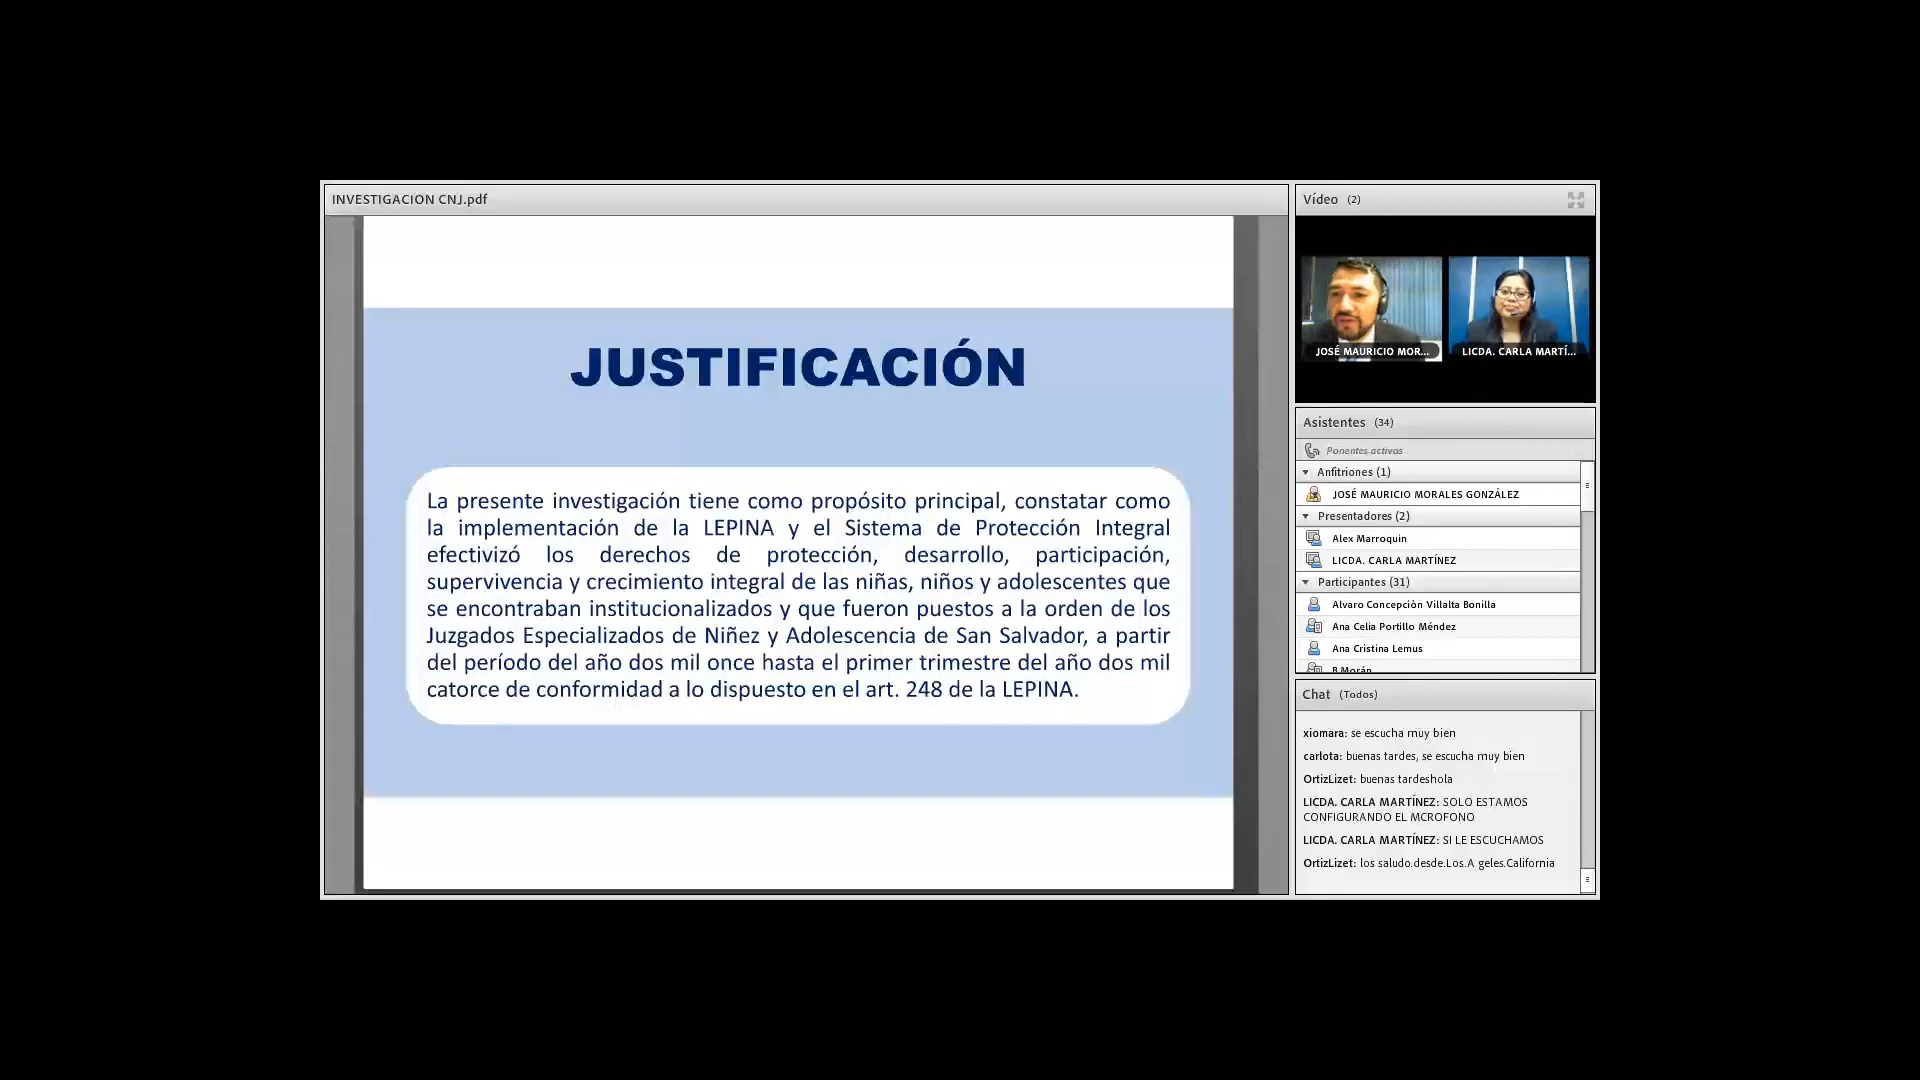 INVESTIGACION CNJ.pdf
JUSTIFICACIÓN
La presente investigación tiene como propósito principal, constatar como
la implementación de la LEPINA y el Sistema de Protección Integral
efectivizó los derechos de protección, desarrollo, participación,
supervivencia y crecimiento integral de las niñas, niños y adolescentes que
se encontraban institucionalizados y que fueron puestos a la orden de los
Juzgados Especializados de Niñez y Adolescencia de San Salvador, a partir
del período del año dos mil once hasta el primer trimestre del año dos mil
catorce de conformidad a lo dispuesto en el art. 248 de la LEPINA.
Vídeo (2)
JOSÉ MAURICIO MOR...
LICDA. CARLA MARTÍ...
Asistentes (34)
Ponentes activos
Anfitriones (1)
JOSÉ MAURICIO MORALES GONZÁLEZ
Presentadores (2)
Alex Marroquin
LICDA. CARLA MARTÍNEZ
Participantes (31)
Alvaro Concepciòn Villalta Bonilla
Ana Celia Portillo Méndez
Ana Cristina Lemus
B Morán
Chat (Todos)
xiomara: se escucha muy bien
carlota: buenas tardes, se escucha muy bien
OrtízLizet: buenas tardeshola
LICDA. CARLA MARTÍNEZ: SOLO ESTAMOS
CONFIGURANDO EL MCROFONO
LICDA. CARLA MARTÍNEZ: SI LE ESCUCHAMOS
OrtízLizet: los saludo.desde.Los.A geles.California